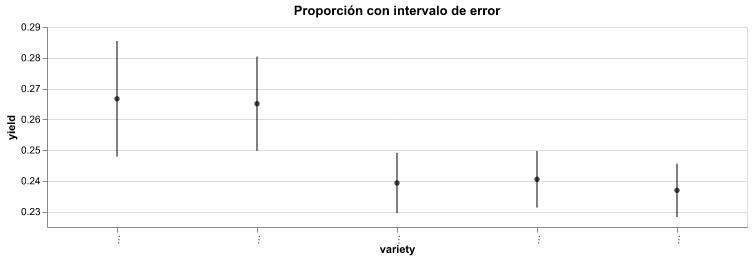 Proporción con intervalo de error
0.29
0.28
0.27
0.26
0.25
0.24
0.23
yield
… … … … …
variety